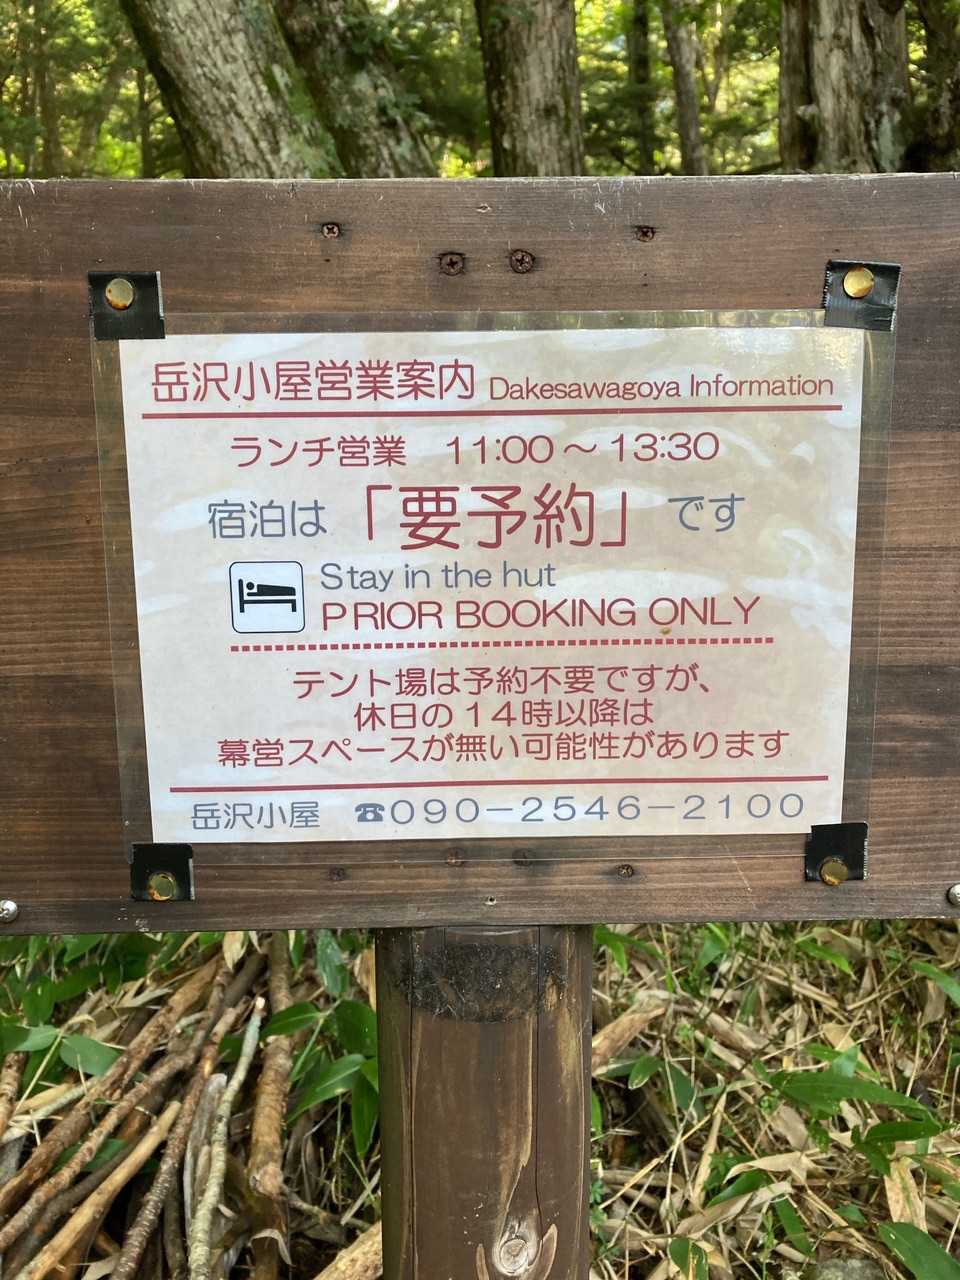 岳沢小屋営業案内 Dakesawagoya Information
ランチ営業　11:00～13:30
宿泊は「要予約」です
Stay in the hut
PRIOR BOOKING ONLY
テント場は予約不要ですが、
休日の14時以降は
幕営スペースが無い可能性があります
岳沢小屋　☎090－2546－2100